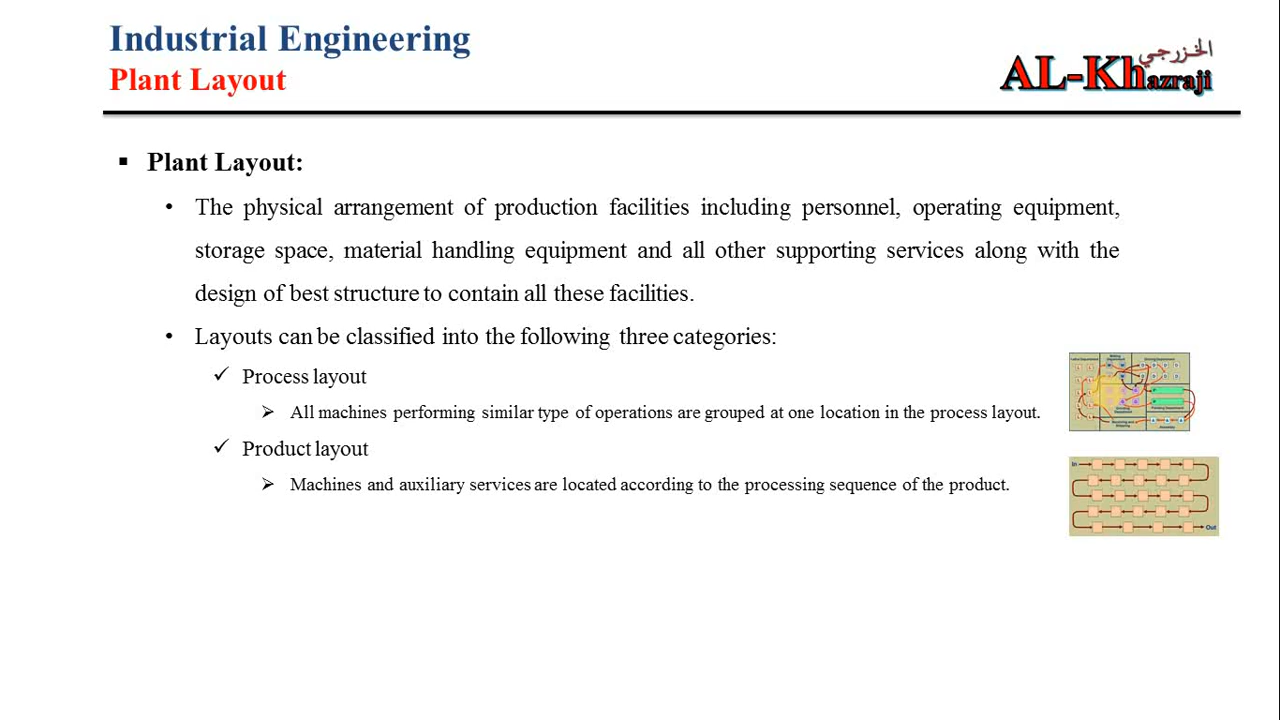 Industrial Engineering
Plant Layout
الخزرجي
AL-Khazraji
▪ Plant Layout:
• The physical arrangement of production facilities including personnel, operating equipment,
storage space, material handling equipment and all other supporting services along with the
design of best structure to contain all these facilities.
• Layouts can be classified into the following three categories:
✓ Process layout
➢ All machines performing similar type of operations are grouped at one location in the process layout.
✓ Product layout
➢ Machines and auxiliary services are located according to the processing sequence of the product.
In
Out